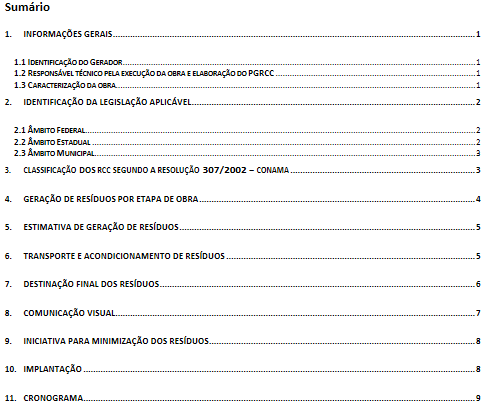 Sumário
1. INFORMAÇÕES GERAIS 1
1.1 IDENTIFICAÇÃO DO GERADOR 1
1.2 RESPONSÁVEL TÉCNICO PELA EXECUÇÃO DA OBRA E ELABORAÇÃO DO PGRCC 1
1.3 CARACTERIZAÇÃO DA OBRA 1
2. IDENTIFICAÇÃO DA LEGISLAÇÃO APLICÁVEL 2
2.1 ÂMBITO FEDERAL 2
2.2 ÂMBITO ESTADUAL 2
2.3 ÂMBITO MUNICIPAL 3
3. CLASSIFICAÇÃO DOS RCC SEGUNDO A RESOLUÇÃO 307/2002 – CONAMA 3
4. GERAÇÃO DE RESÍDUOS POR ETAPA DE OBRA 4
5. ESTIMATIVA DE GERAÇÃO DE RESÍDUOS 5
6. TRANSPORTE E ACONDICIONAMENTO DE RESÍDUOS 5
7. DESTINAÇÃO FINAL DOS RESÍDUOS 6
8. COMUNICAÇÃO VISUAL 7
9. INICIATIVA PARA MINIMIZAÇÃO DOS RESÍDUOS 8
10. IMPLANTAÇÃO 8
11. CRONOGRAMA 9